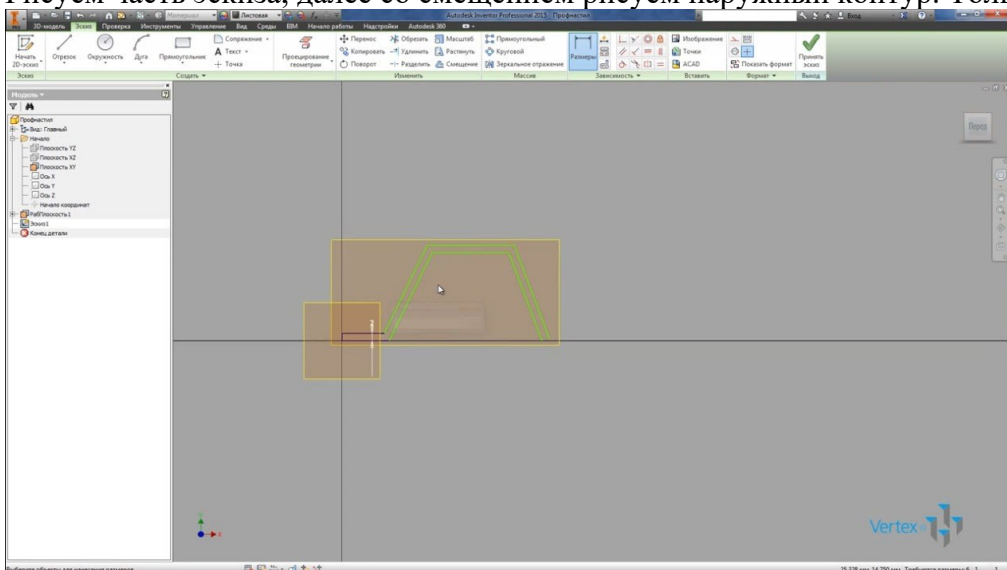 Рисуем часть эскиза, далее со смещением рисуем наружный контур. Тол
Материал
Листовая
Autodesk Inventor Professional 2015 Профнастил
Вход
3D-модель Эскиз Проверка Инструменты Управление Вид Среды BIM Начало работы Надстройки Autodesk 360
Начать 2D-эскиз
Отрезок
Окружность
Дуга
Прямоугольник
Сопряжение
Текст
Точка
Проецирование геометрии
Перенос
Копировать
Поворот
Обрезать
Удлинить
Разделить
Масштаб
Растянуть
Смещение
Прямоугольный
Круговой
Зеркальное отражение
Размеры
Изображение
Точки
ACAD
Показать формат
Принять эскиз
Эскиз
Создать
Изменить
Массив
Зависимость
Вставить
Формат
Выход
Модель
Профнастил
Вид: Главный
Начало
Плоскость YZ
Плоскость XZ
Плоскость XY
Ось X
Ось Y
Ось Z
Начало координат
РабПлоскость1
Эскиз1
Конец детали
Перед
Vertex